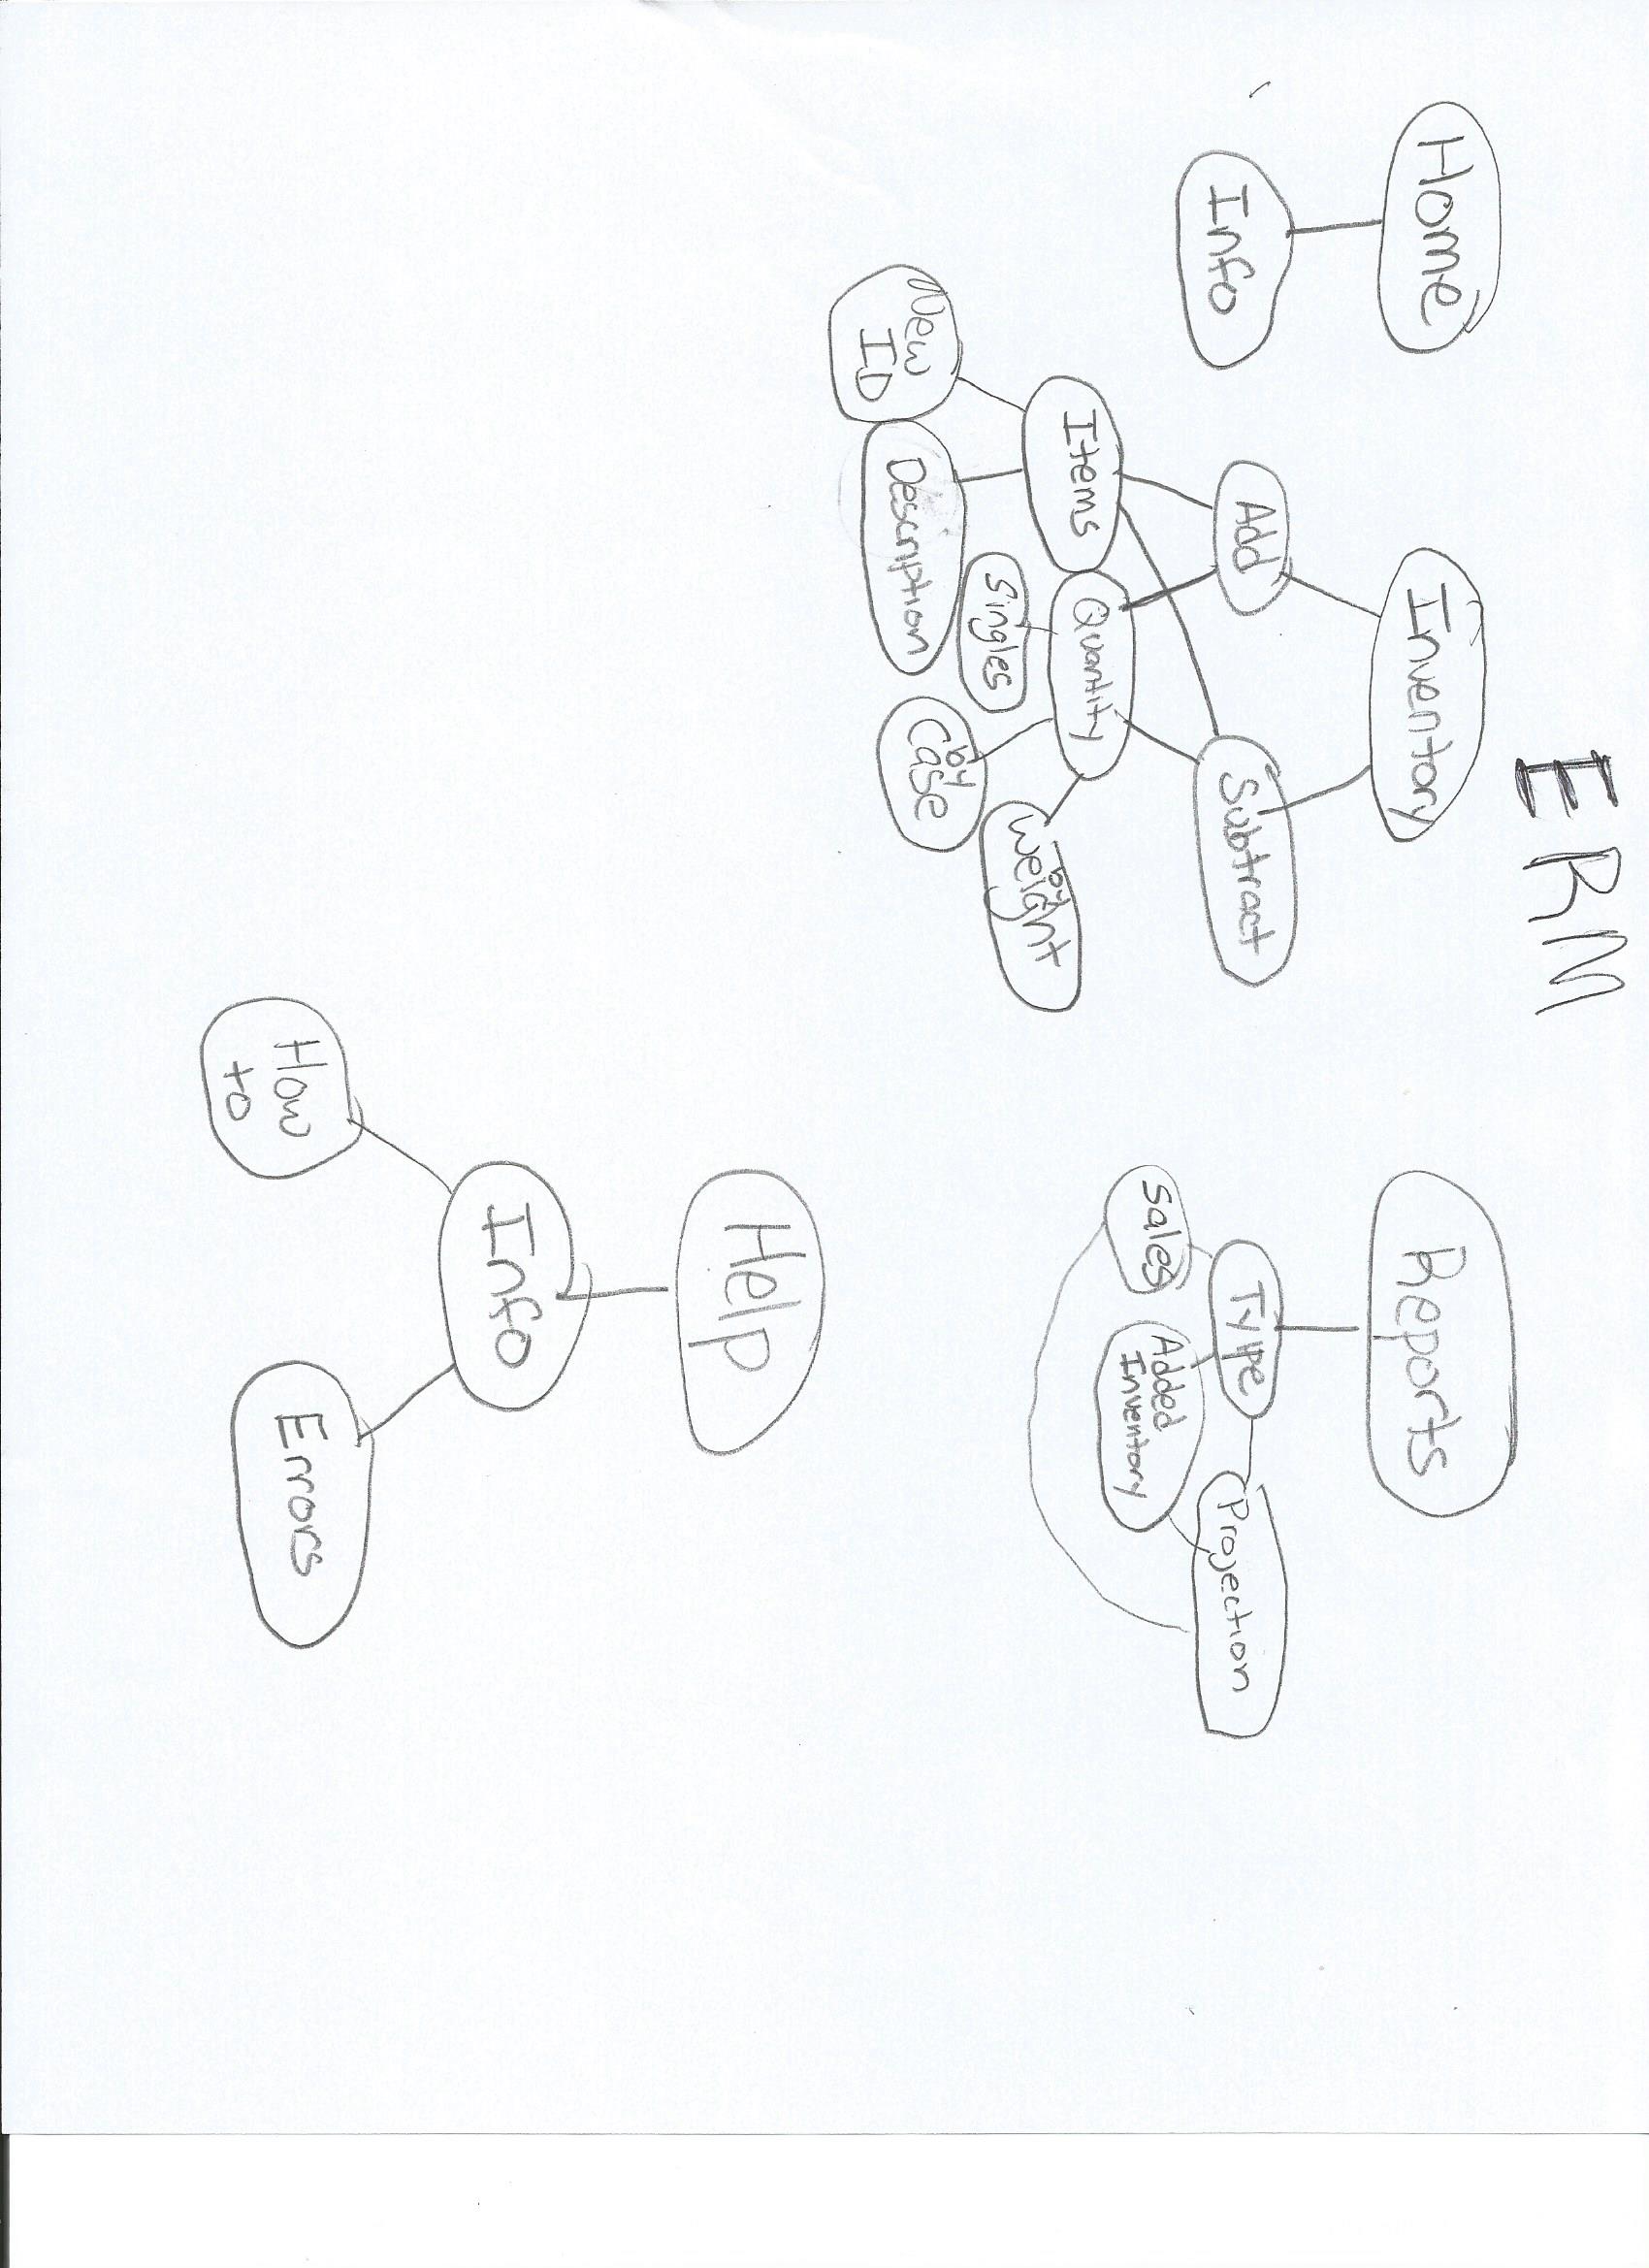 ERM
Home
Info
Inventory
Add
Subtract
Items
Quantity
New
ID
Description
Singles
by
Case
by
Weight
Reports
Type
Sales
Added
Inventory
Projection
Help
Info
How
to
Errors